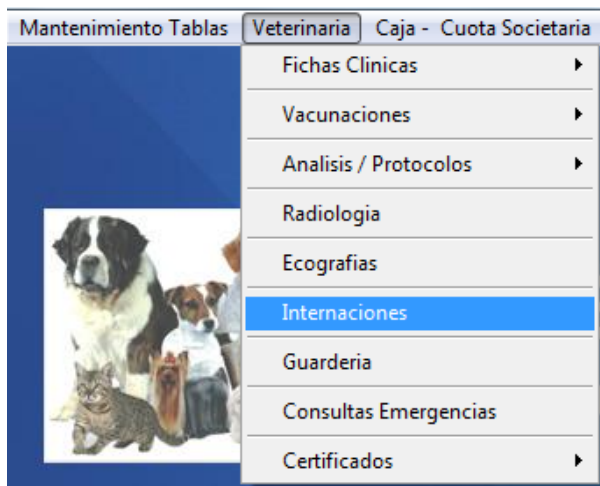 Mantenimiento Tablas Veterinaria Caja - Cuota Societaria
Fichas Clinicas
Vacunaciones
Analisis / Protocolos
Radiologia
Ecografias
Internaciones
Guarderia
Consultas Emergencias
Certificados